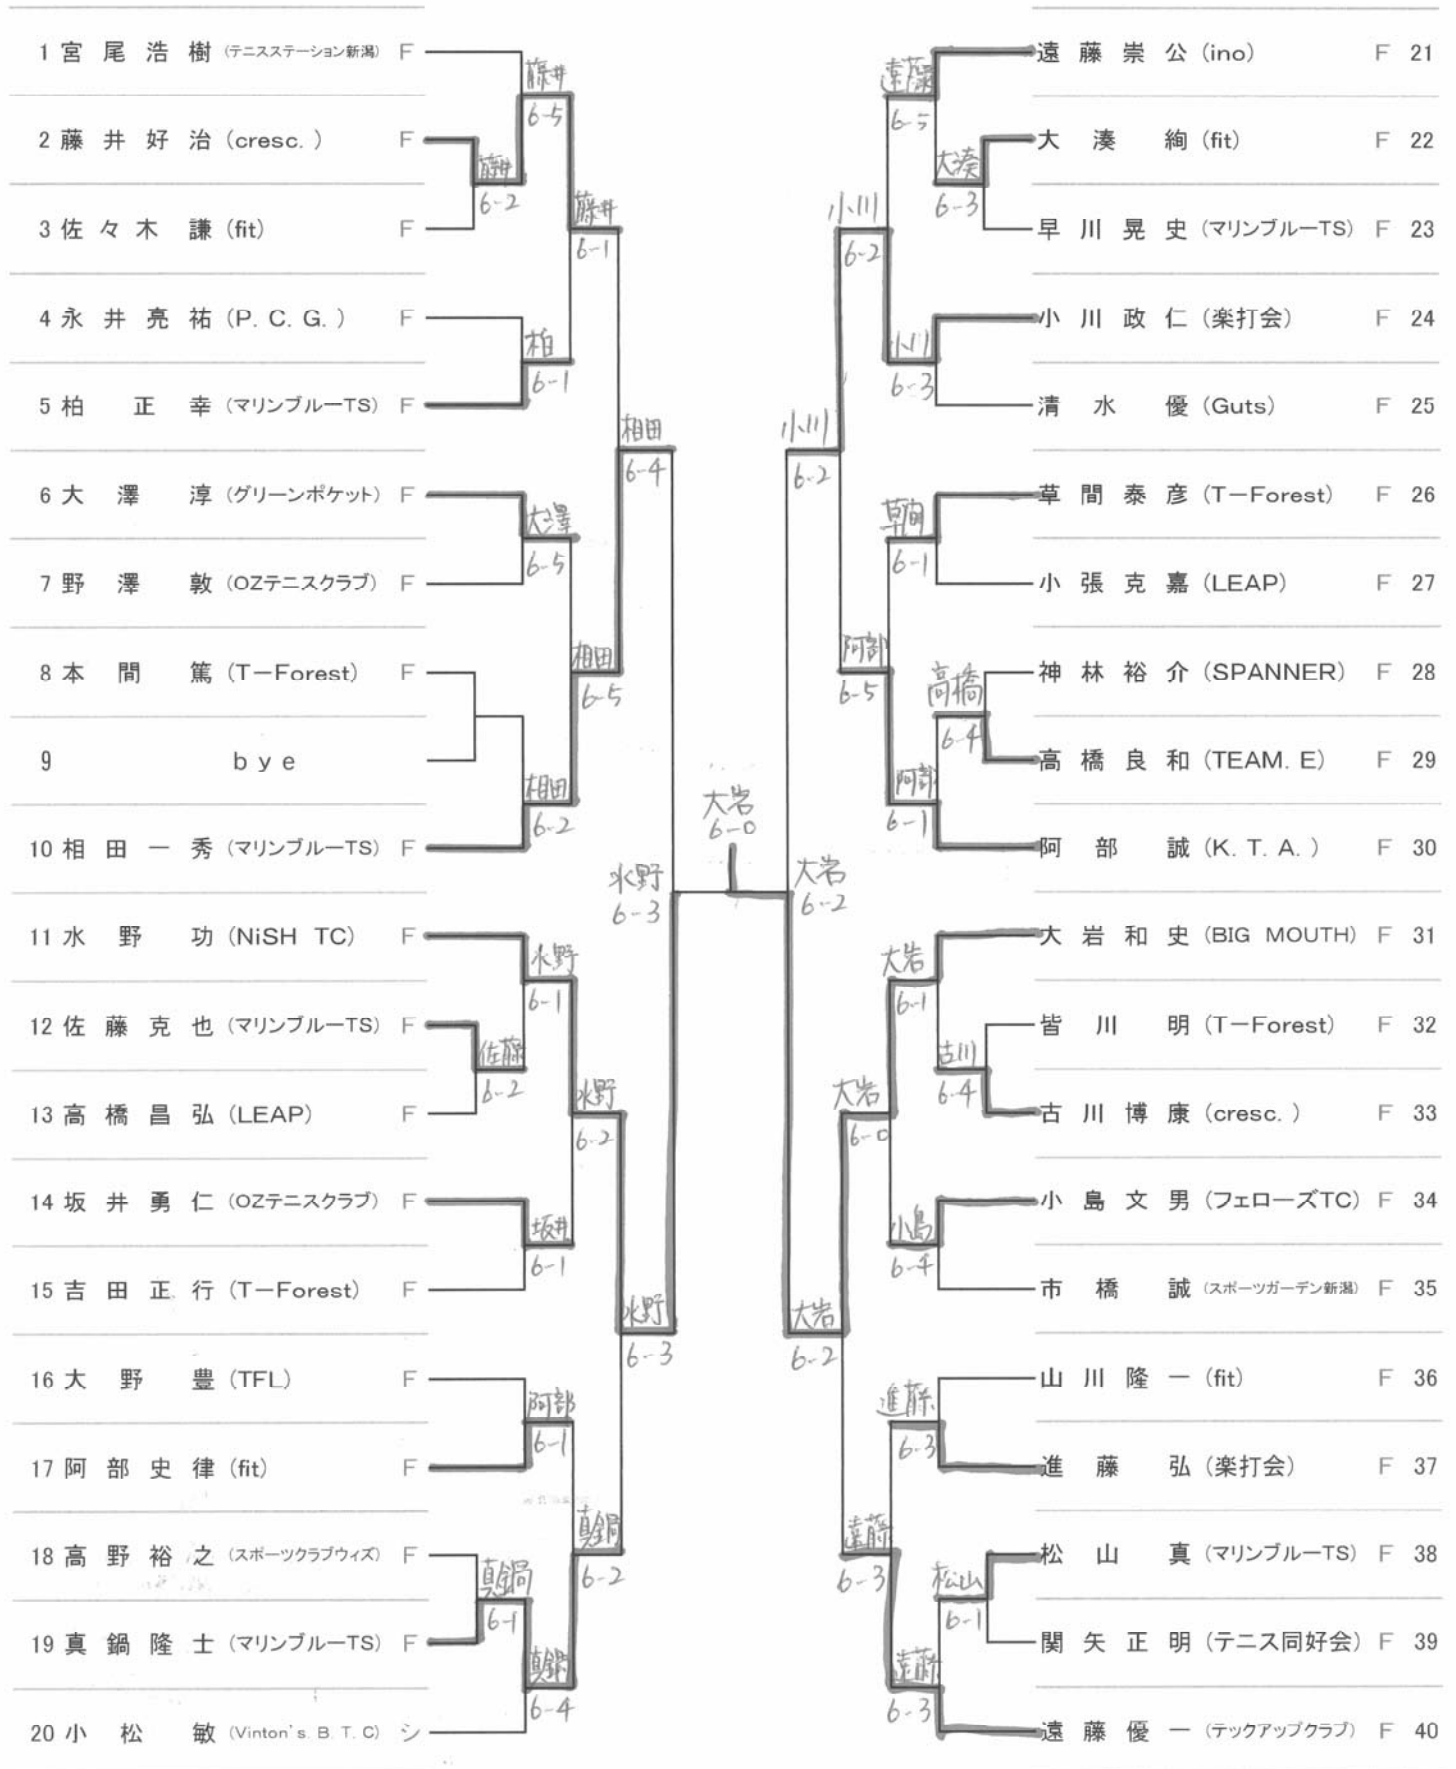 1 宮尾浩樹 (テニスステーション新潟) F
藤井
6-5
2 藤井好治 (cresc.) F
藤井
6-2
3 佐々木謙 (fit) F
藤井
6-1
4 永井亮祐 (P. C. G.) F
柏
6-1
5 柏正幸 (マリンブルーTS) F
相田
6-4
6 大澤淳 (グリーンポケット) F
大澤
6-5
7 野澤敦 (OZテニスクラブ) F
相田
6-5
8 本間篤 (T-Forest) F
9 bye
相田
6-2
10 相田一秀 (マリンブルーTS) F
水野
6-3
11 水野功 (NiSH TC) F
水野
6-1
12 佐藤克也 (マリンブルーTS) F
佐藤
6-2
13 高橋昌弘 (LEAP) F
水野
6-2
14 坂井勇仁 (OZテニスクラブ) F
坂井
6-1
15 吉田正行 (T-Forest) F
水野
6-3
16 大野豊 (TFL) F
阿部
6-1
17 阿部史律 (fit) F
真鍋
6-2
18 高野裕之 (スポーツクラブウィズ) F
真鍋
6-1
19 真鍋隆士 (マリンブルーTS) F
真鍋
6-4
20 小松敏 (Vinton's B. T. C) シ
大岩
6-0
遠藤崇公 (ino) F 21
遠藤
6-5
大湊絢 (fit) F 22
大湊
6-3
早川晃史 (マリンブルーTS) F 23
小川
6-2
小川政仁 (楽打会) F 24
小川
6-3
清水優 (Guts) F 25
小川
6-2
草間泰彦 (T-Forest) F 26
草間
6-1
小張克嘉 (LEAP) F 27
阿部
6-5
神林裕介 (SPANNER) F 28
高橋
6-4
高橋良和 (TEAM. E) F 29
阿部
6-1
阿部誠 (K. T. A.) F 30
大岩
6-2
大岩和史 (BIG MOUTH) F 31
大岩
6-1
皆川明 (T-Forest) F 32
古川
6-4
古川博康 (cresc.) F 33
大岩
6-0
小島文男 (フェローズTC) F 34
小島
6-4
市橋誠 (スポーツガーデン新潟) F 35
大岩
6-2
山川隆一 (fit) F 36
進藤
6-3
進藤弘 (楽打会) F 37
遠藤
6-3
松山真 (マリンブルーTS) F 38
松山
6-1
関矢正明 (テニス同好会) F 39
遠藤
6-3
遠藤優一 (テックアップクラブ) F 40